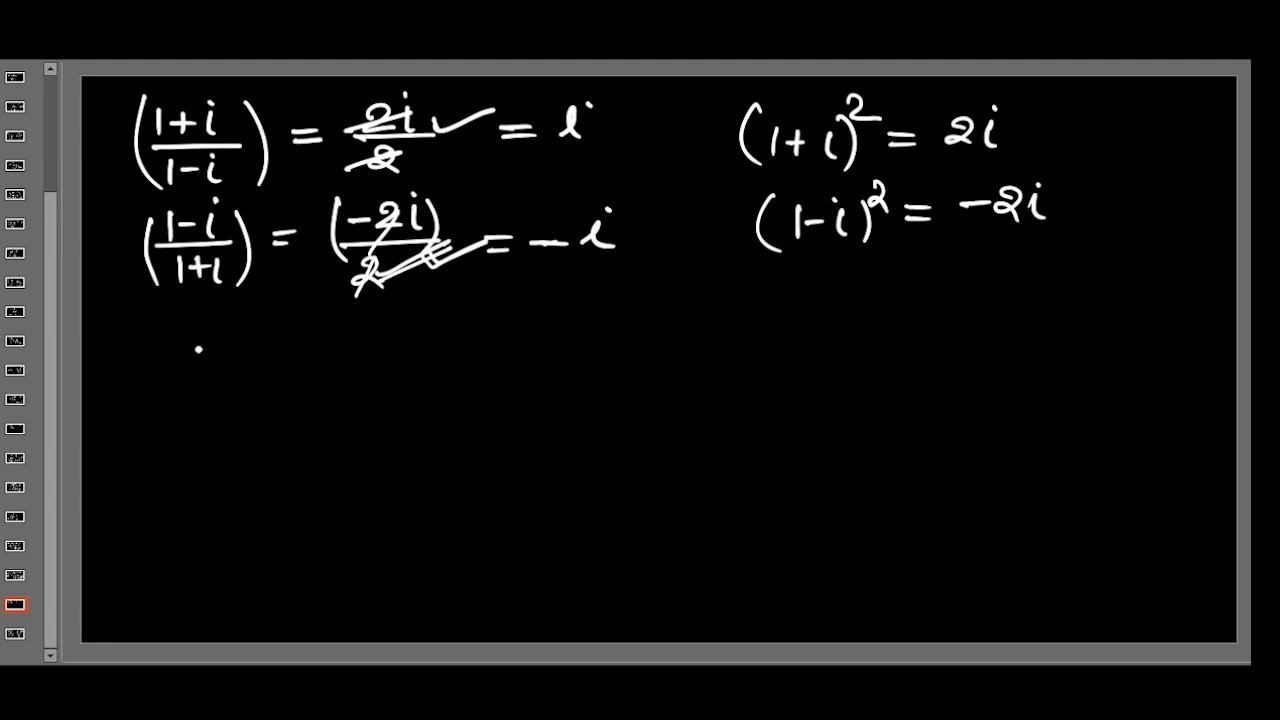 (1+i / 1-i) = 2i / 2 = i
(1+i)² = 2i
(1-i / 1+i) = (-2i) / 2 = -i
(1-i)² = -2i